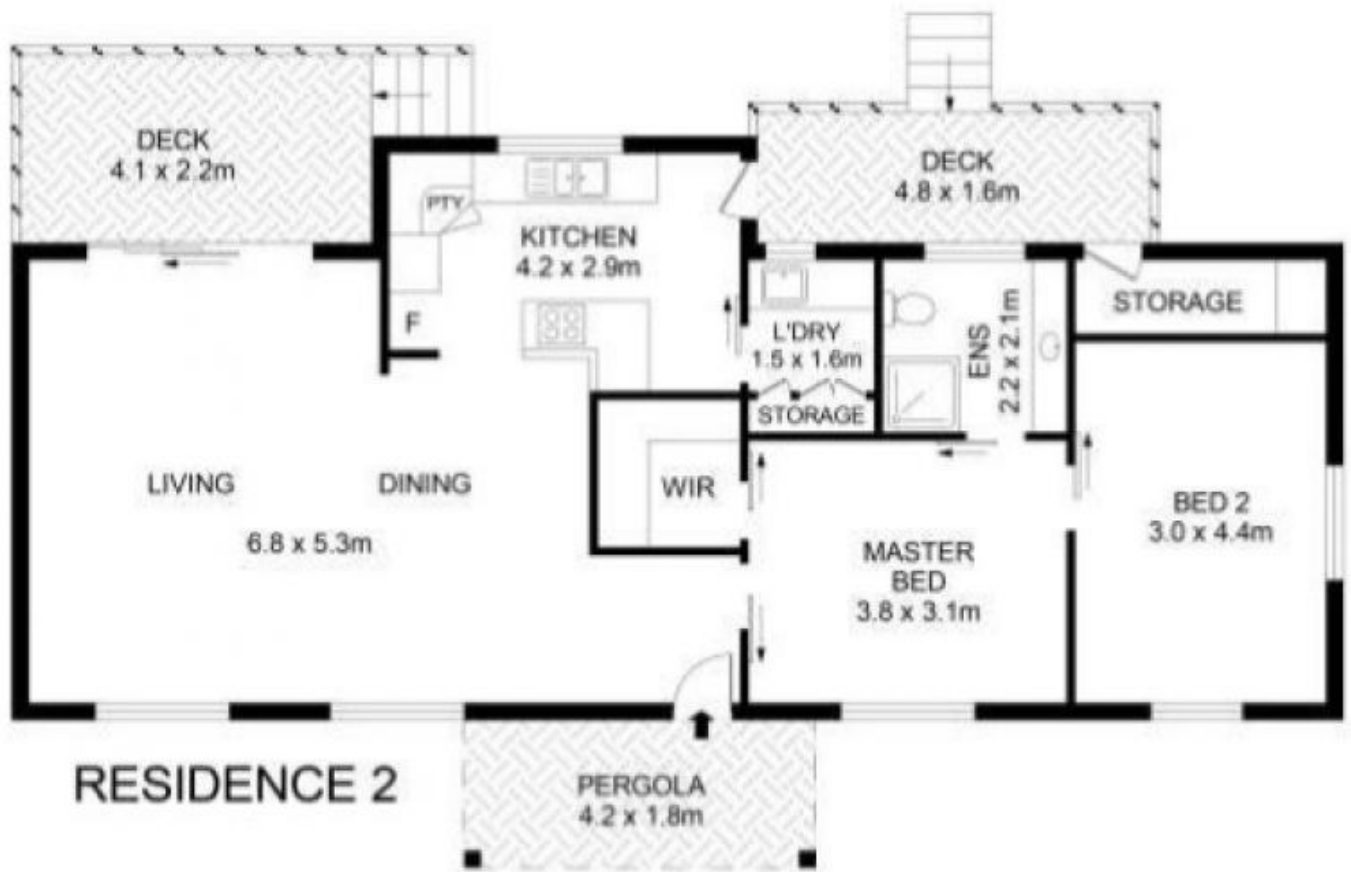 DECK
4.1 x 2.2m
DECK
4.8 x 1.6m
PTY
KITCHEN
4.2 x 2.9m
F
L'DRY
1.5 x 1.6m
STORAGE
ENS
2.2 x 2.1m
STORAGE
LIVING
DINING
6.8 x 5.3m
WIR
MASTER
BED
3.8 x 3.1m
BED 2
3.0 x 4.4m
RESIDENCE 2
PERGOLA
4.2 x 1.8m